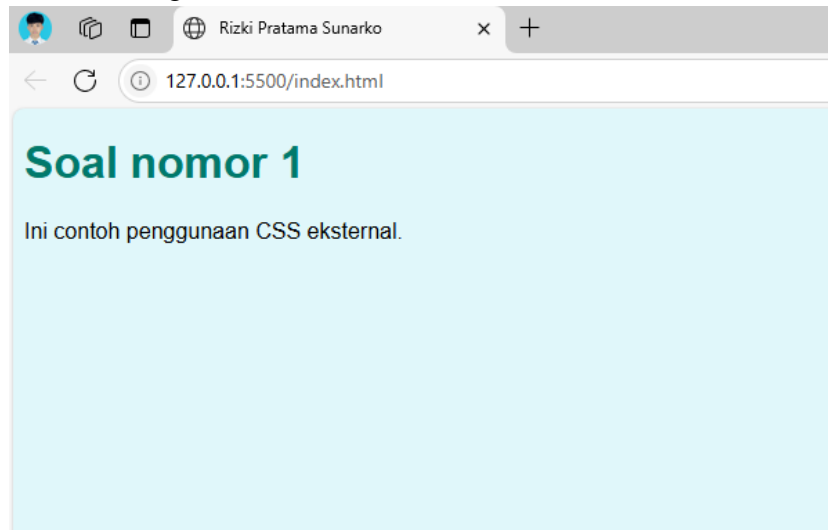 Rizki Pratama Sunarko
127.0.0.1:5500/index.html
Soal nomor 1
Ini contoh penggunaan CSS eksternal.